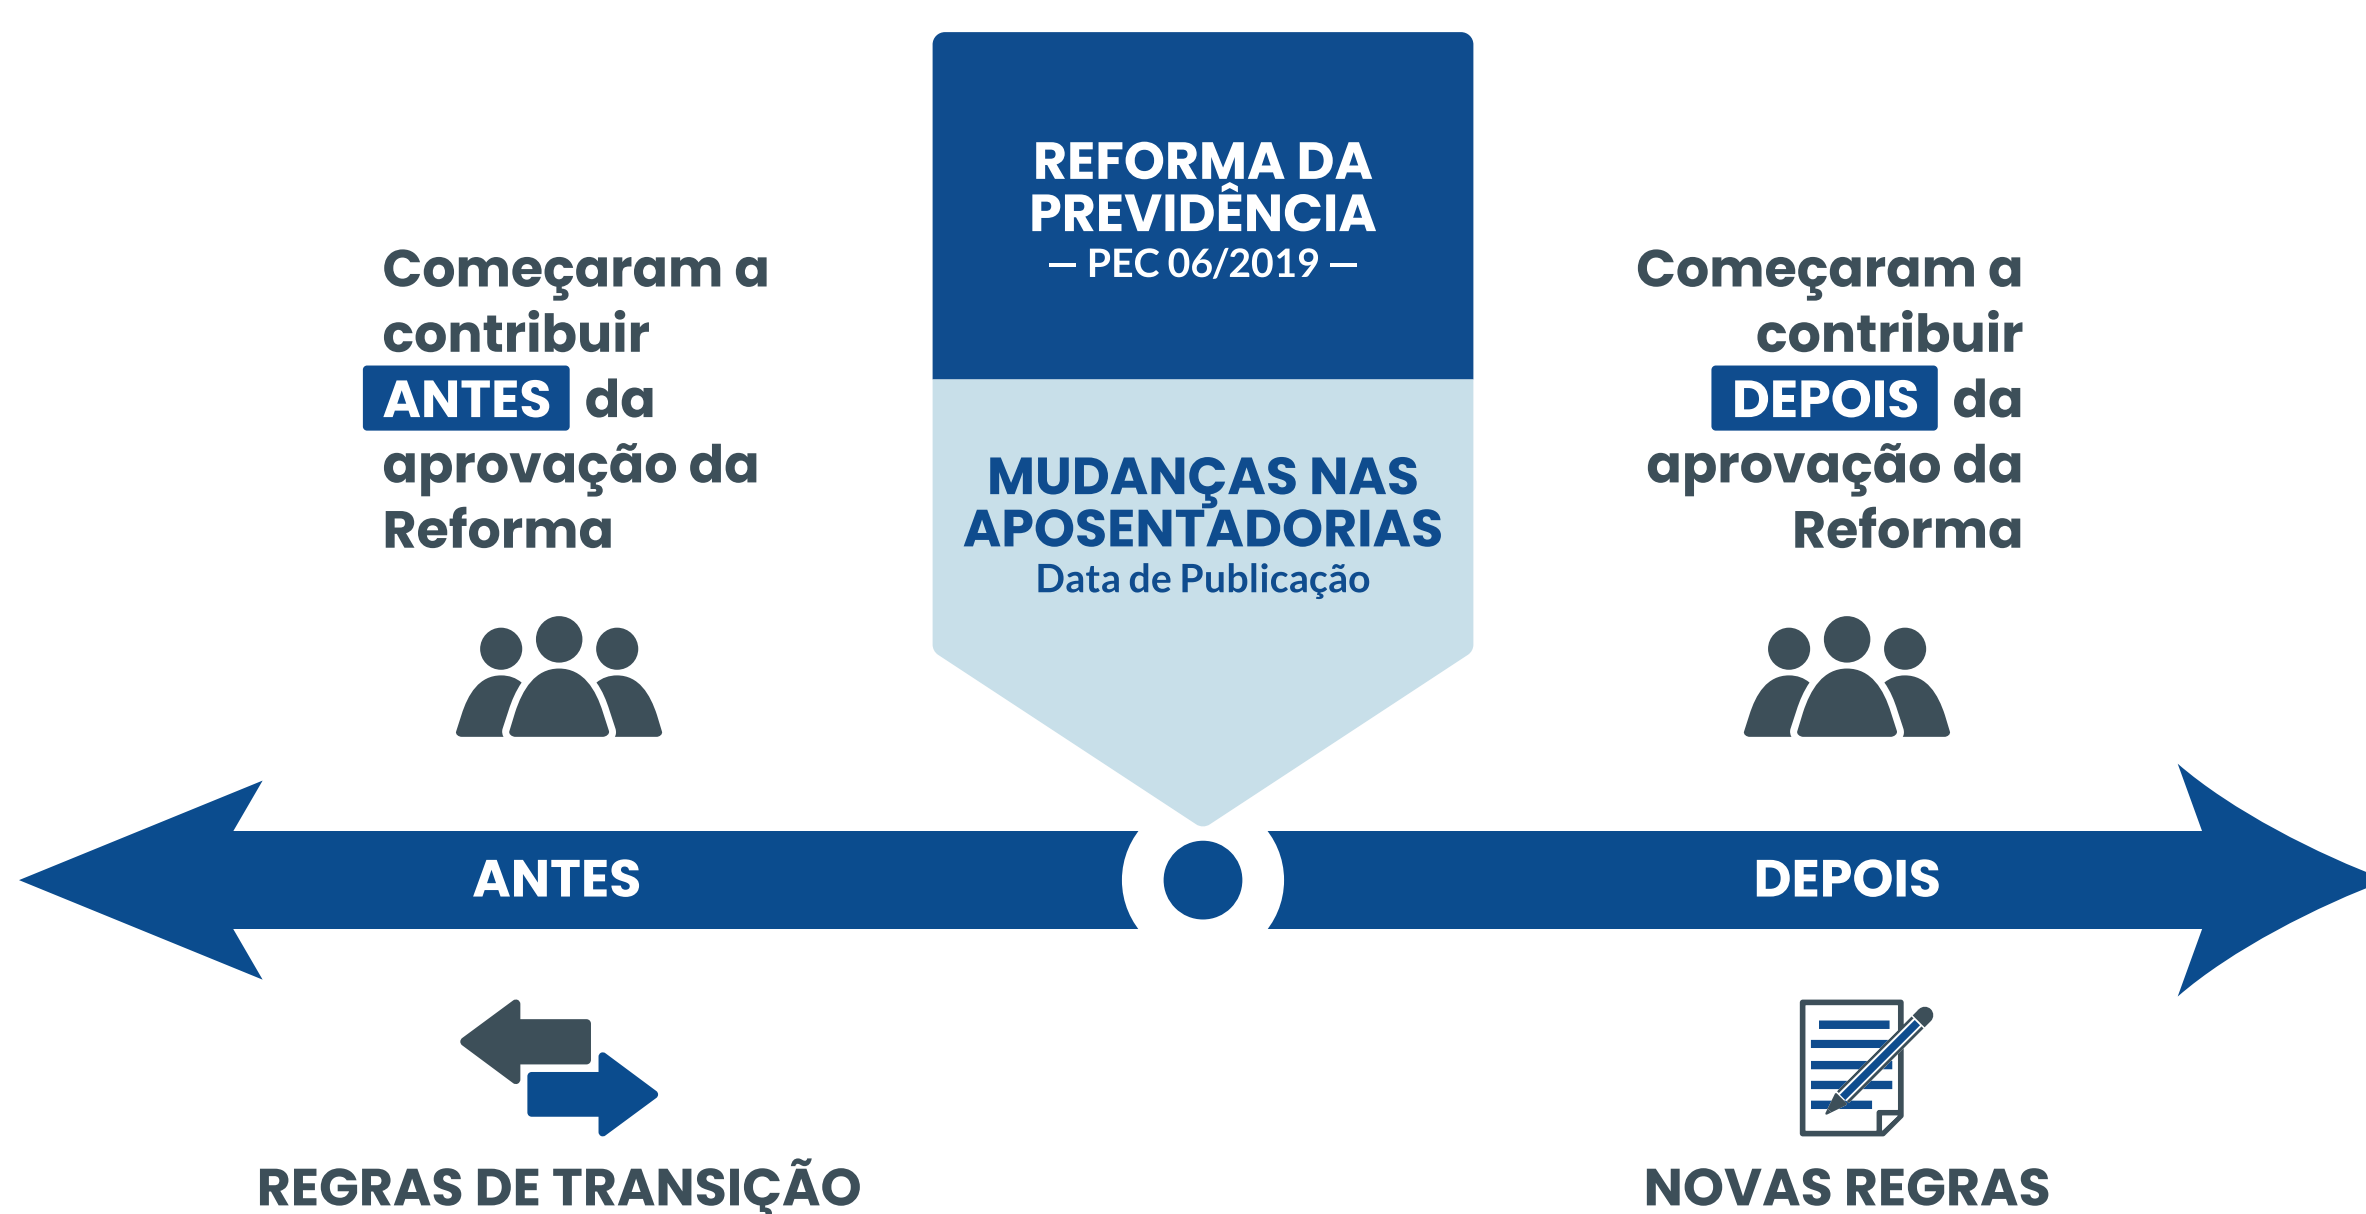 REFORMA DA
PREVIDÊNCIA
— PEC 06/2019 —
MUDANÇAS NAS
APOSENTADORIAS
Data de Publicação
Começaram a
contribuir
ANTES da
aprovação da
Reforma
Começaram a
contribuir
DEPOIS da
aprovação da
Reforma
ANTES
DEPOIS
REGRAS DE TRANSIÇÃO
NOVAS REGRAS